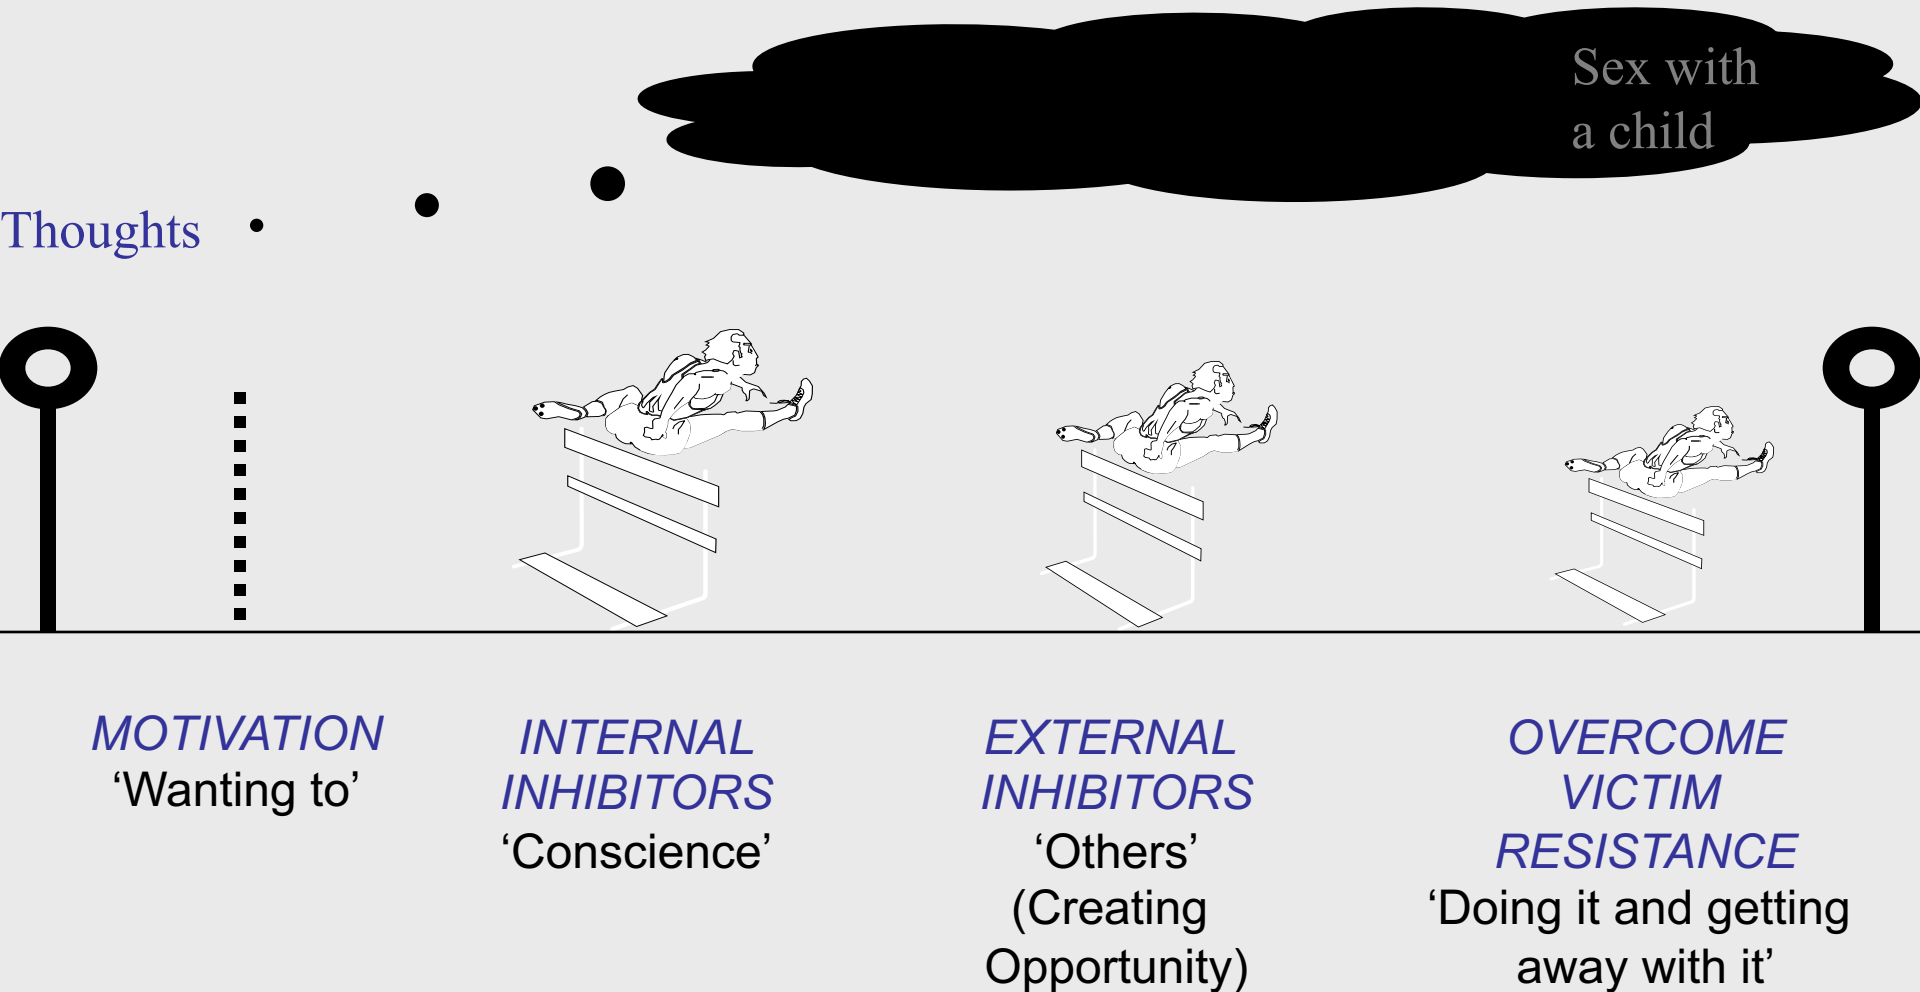 Sex with
a child
Thoughts
MOTIVATION
‘Wanting to’
INTERNAL
INHIBITORS
‘Conscience’
EXTERNAL
INHIBITORS
‘Others’
(Creating
Opportunity)
OVERCOME
VICTIM
RESISTANCE
‘Doing it and getting
away with it’